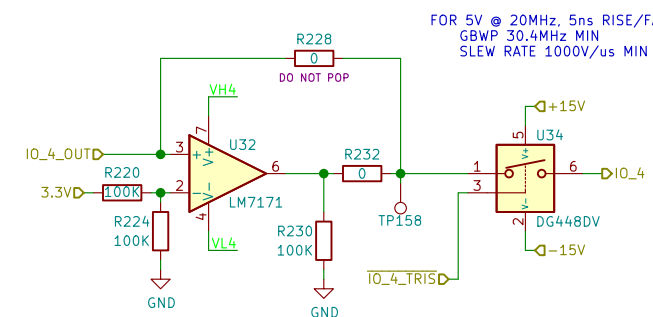 FOR 5V @ 20MHz, 5ns RISE/FA
GBWP 30.4MHz MIN
SLEW RATE 1000V/us MIN
R228
0
DO NOT POP
VH4
+15V
7
U32
5
U34
IO_4_OUT
3
+
V+
V+
R220
R232
6
0
1
6
IO_4
3.3V
100K
2
-
V-
LM7171
3
V-
R224
100K
4
TP158
2
DG448DV
R230
100K
VL4
-15V
IO_4_TRIS
GND
GND